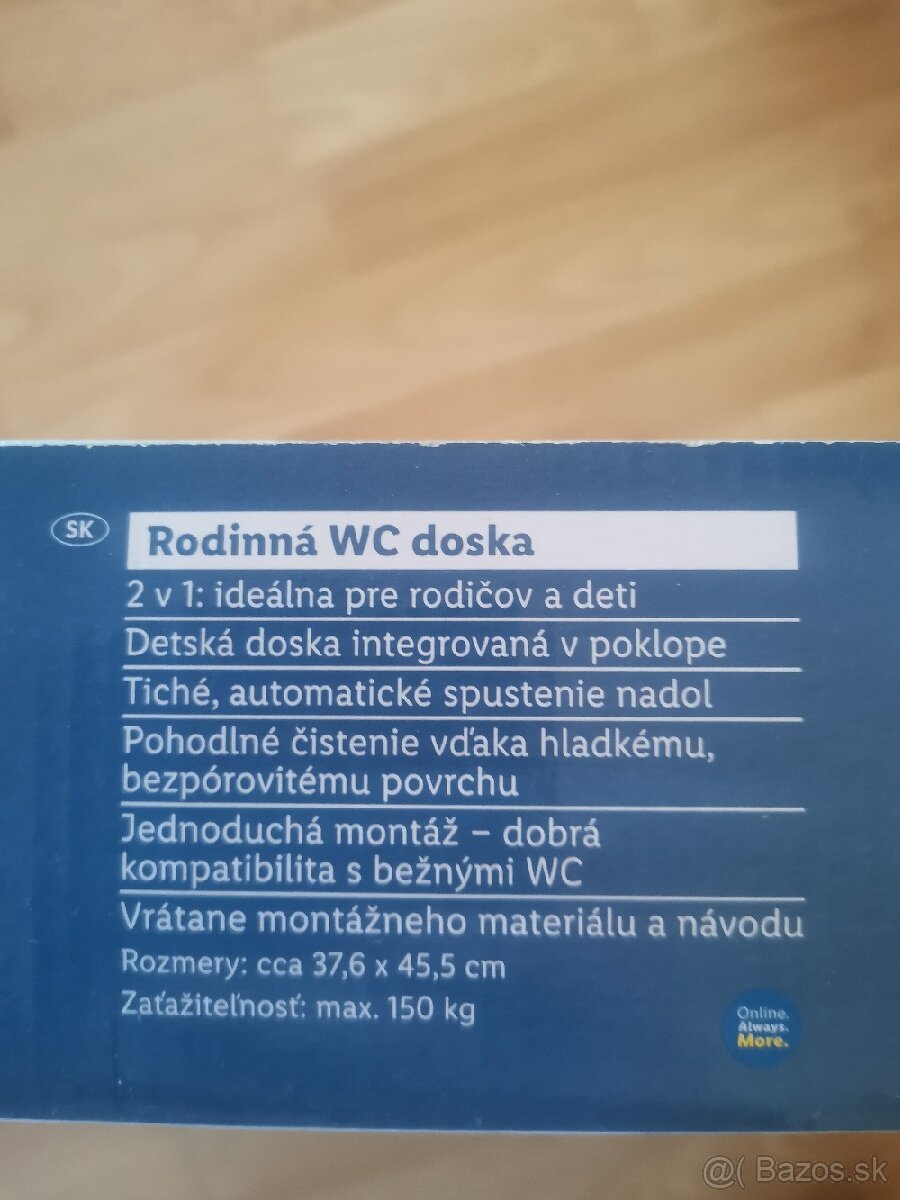 SK
Rodinná WC doska
2 v 1: ideálna pre rodičov a deti
Detská doska integrovaná v poklope
Tiché, automatické spustenie nadol
Pohodlné čistenie vďaka hladkému,
bezpórovitému povrchu
Jednoduchá montáž – dobrá
kompatibilita s bežnými WC
Vrátane montážneho materiálu a návodu
Rozmery: cca 37,6 x 45,5 cm
Zaťažiteľnosť: max. 150 kg
Online.
Always.
More.
@( Bazos.sk